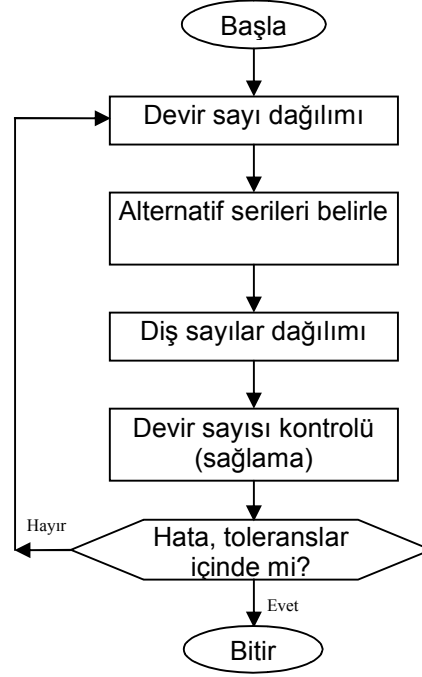 Başla
Devir sayı dağılımı
Alternatif serileri belirle
Diş sayılar dağılımı
Devir sayısı kontrolü
(sağlama)
Hata, toleranslar
içinde mi?
Hayır
Evet
Bitir